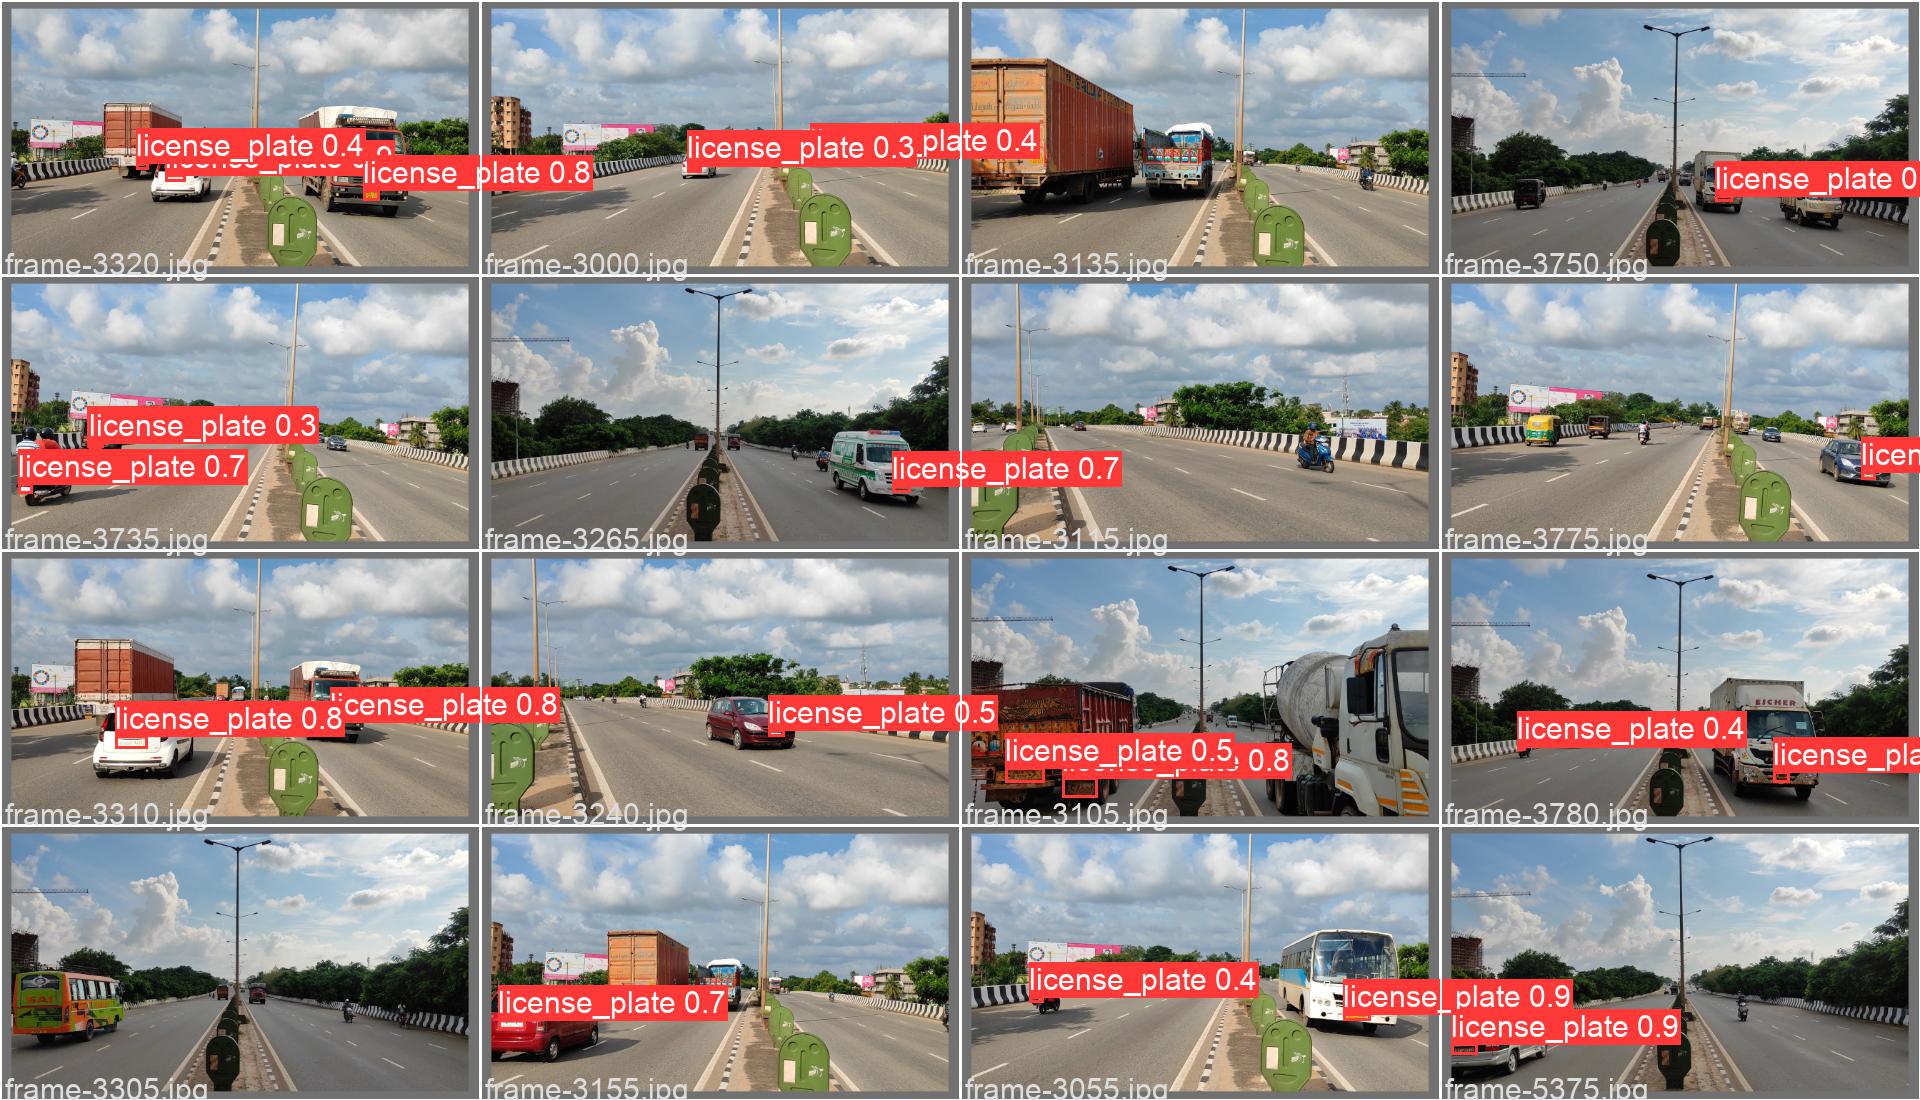 license_plate 0.4
license_plate 0.8
frame-3320.jpg
license_plate 0.3
plate 0.4
frame-3000.jpg
frame-3135.jpg
license_plate 0
frame-3750.jpg
license_plate 0.3
license_plate 0.7
frame-3735.jpg
license_plate 0.7
frame-3265.jpg
frame-3115.jpg
licen
frame-3775.jpg
license_plate 0.8
license_plate 0.8
frame-3310.jpg
license_plate 0.5
frame-3240.jpg
license_plate 0.5
0.8
frame-3105.jpg
EICHER
license_plate 0.4
license_pla
frame-3780.jpg
SAI
frame-3305.jpg
license_plate 0.7
frame-3155.jpg
license_plate 0.4
license_plate 0.9
frame-3055.jpg
license_plate 0.9
frame-5375.jpg